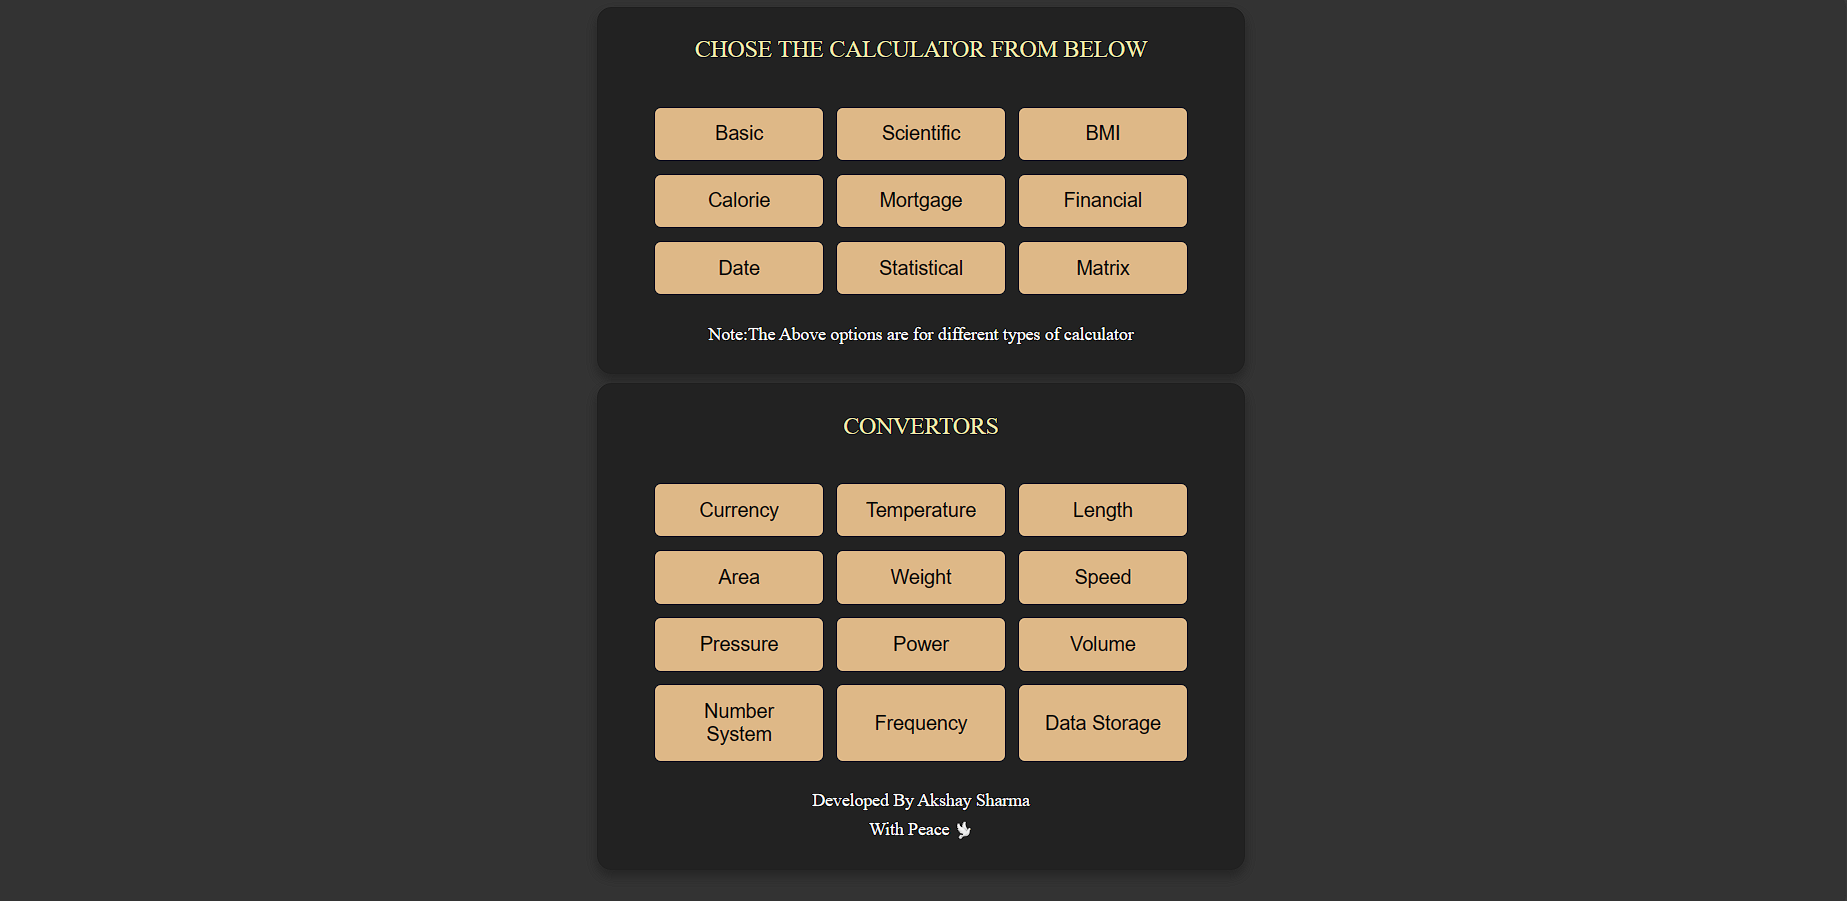 CHOSE THE CALCULATOR FROM BELOW
Basic
Scientific
BMI
Calorie
Mortgage
Financial
Date
Statistical
Matrix
Note:The Above options are for different types of calculator
CONVERTORS
Currency
Temperature
Length
Area
Weight
Speed
Pressure
Power
Volume
Number
System
Frequency
Data Storage
Developed By Akshay Sharma
With Peace 🕊